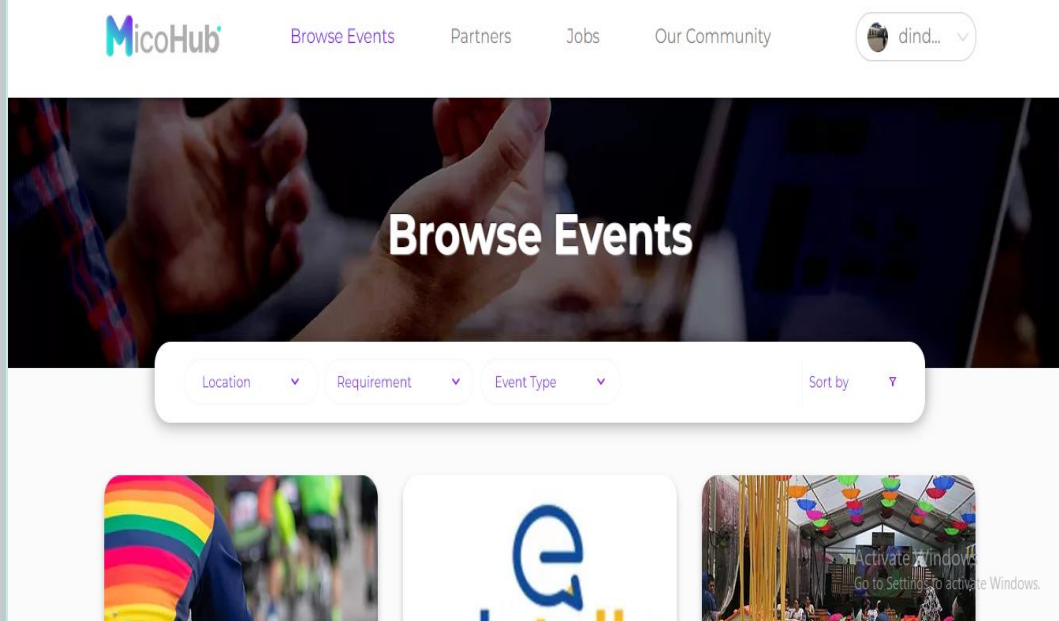 MicoHub
Browse Events
Partners
Jobs
Our Community
dind...
Browse Events
Location
Requirement
Event Type
Sort by
e
Activate Windows
Go to Settings to activate Windows.